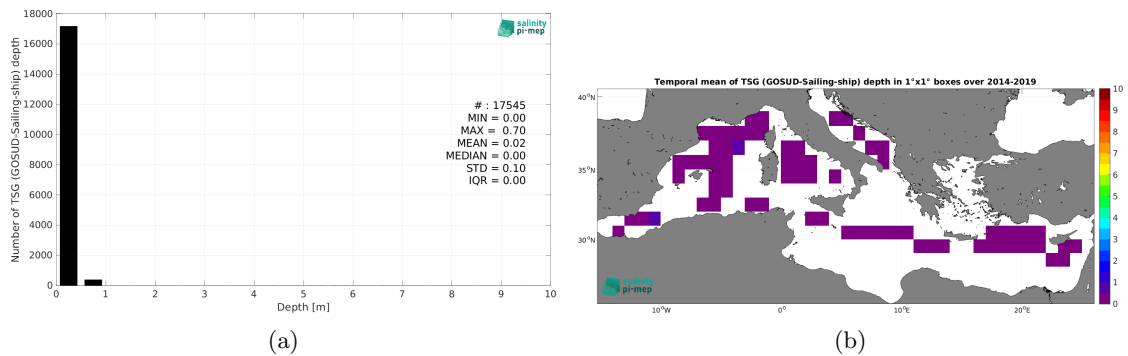 18000
16000
14000
12000
10000
8000
6000
4000
2000
0
Number of TSG (GOSUD-Sailing-ship) depth
salinity
pi-mep
# : 17545
MIN = 0.00
MAX = 0.70
MEAN = 0.02
MEDIAN = 0.00
STD = 0.10
IQR = 0.00
0 1 2 3 4 5 6 7 8 9 10
Depth [m]
(a)
Temporal mean of TSG (GOSUD-Sailing-ship) depth in 1°x1° boxes over 2014-2019
40°N
35°N
30°N
salinity
pi-mep
10°W 0° 10°E 20°E
10
9
8
7
6
5
4
3
2
1
0
(b)